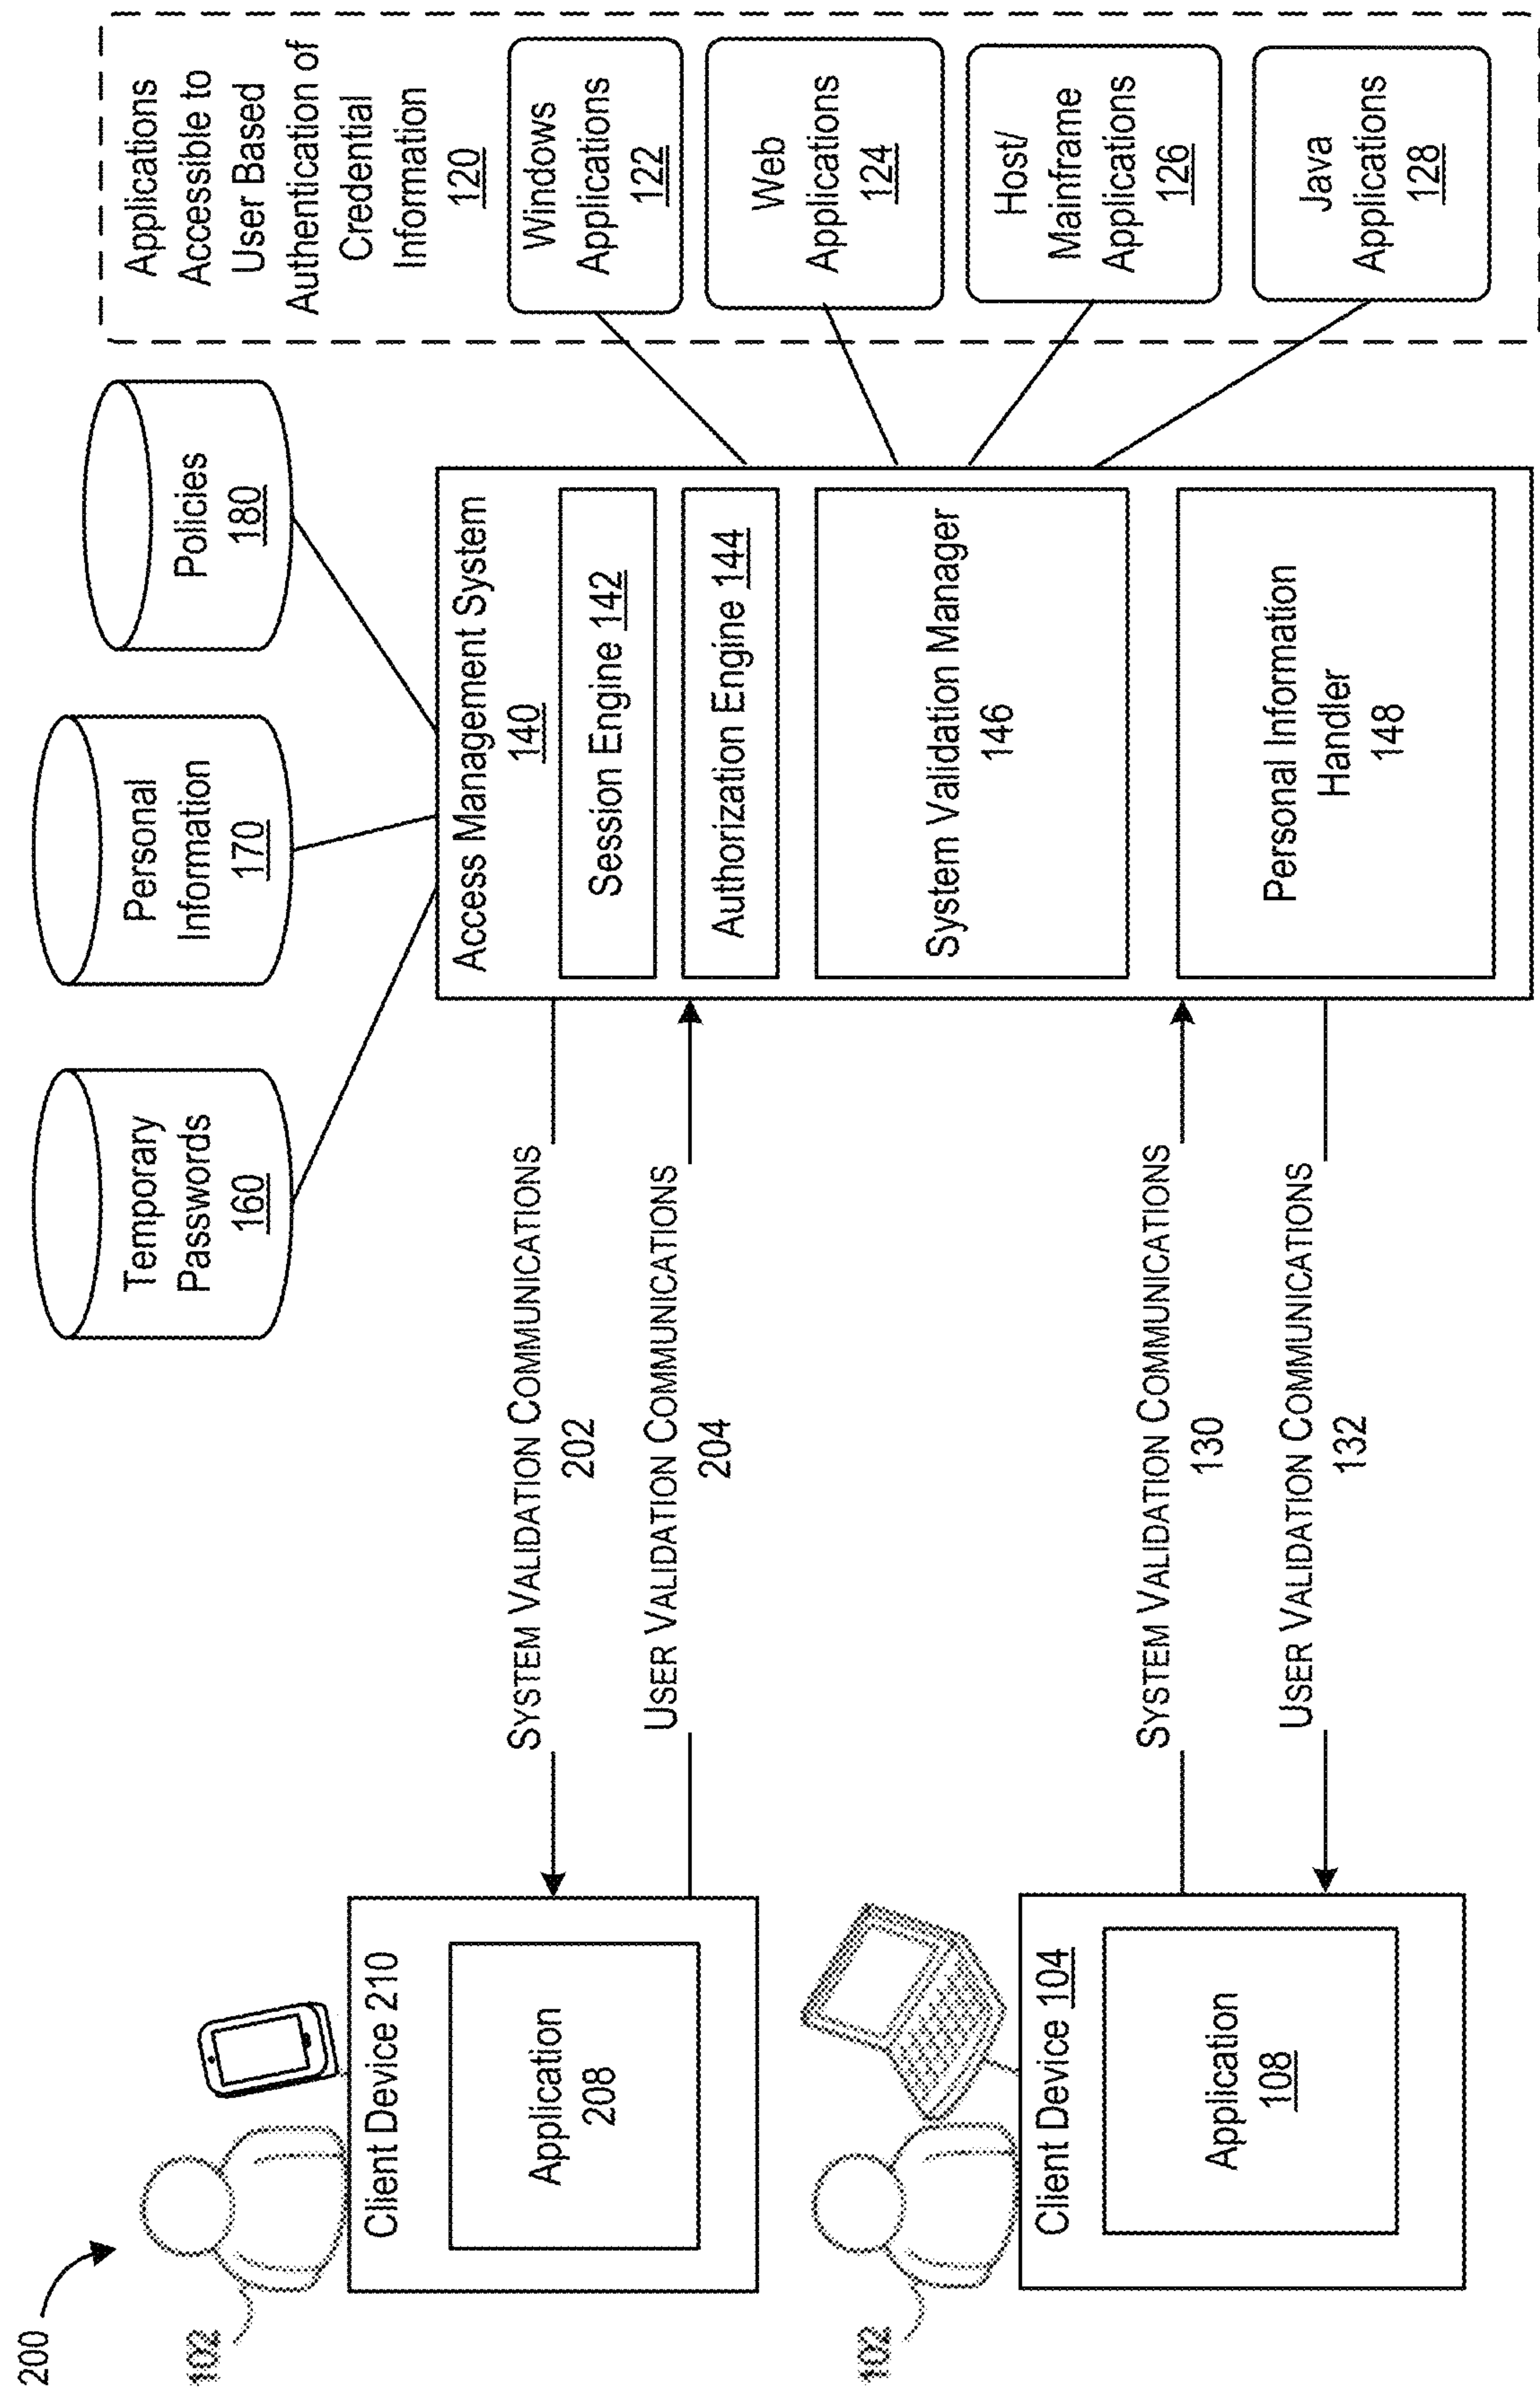 200
102
Client Device 210
Application
208
102
Client Device 104
Application
108
SYSTEM VALIDATION COMMUNICATIONS
202
USER VALIDATION COMMUNICATIONS
204
SYSTEM VALIDATION COMMUNICATIONS
130
USER VALIDATION COMMUNICATIONS
132
Temporary
Passwords
160
Personal
Information
170
Policies
180
Access Management System
140
Session Engine 142
Authorization Engine 144
System Validation Manager
146
Personal Information
Handler
148
Applications
Accessible to
User Based
Authentication of
Credential
Information
120
Windows
Applications
122
Web
Applications
124
Host/
Mainframe
Applications
126
Java
Applications
128